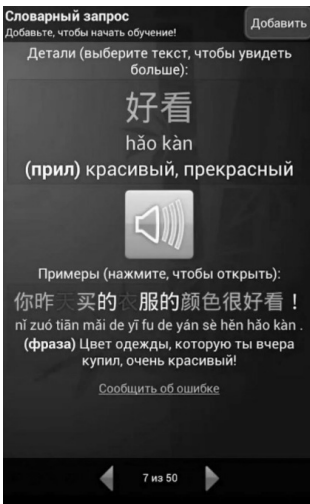 Словарный запрос
Добавьте, чтобы начать обучение!
Добавить
Детали (выберите текст, чтобы увидеть
больше):
好看
hǎo kàn
(прил) красивый, прекрасный
Примеры (нажмите, чтобы открыть):
你昨天买的衣服的颜色很好看！
nǐ zuó tiān mǎi de yī fu de yán sè hěn hǎo kàn .
(фраза) Цвет одежды, которую ты вчера
купил, очень красивый!
Сообщить об ошибке
7 из 50